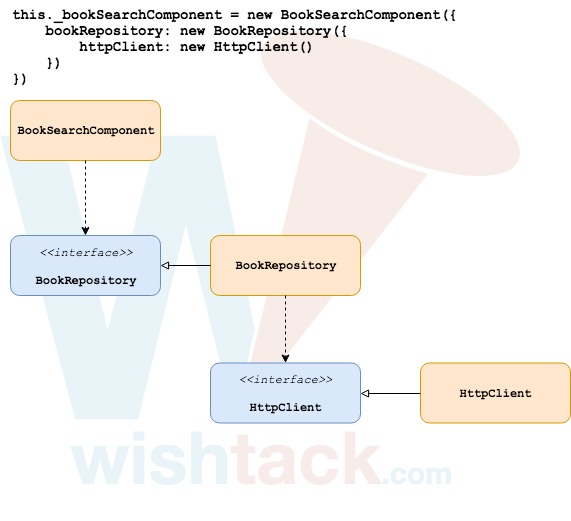 this._bookSearchComponent = new BookSearchComponent({
    bookRepository: new BookRepository({
        httpClient: new HttpClient()
    })
})
BookSearchComponent
<<interface>>
BookRepository
BookRepository
<<interface>>
HttpClient
HttpClient
wishtack.com